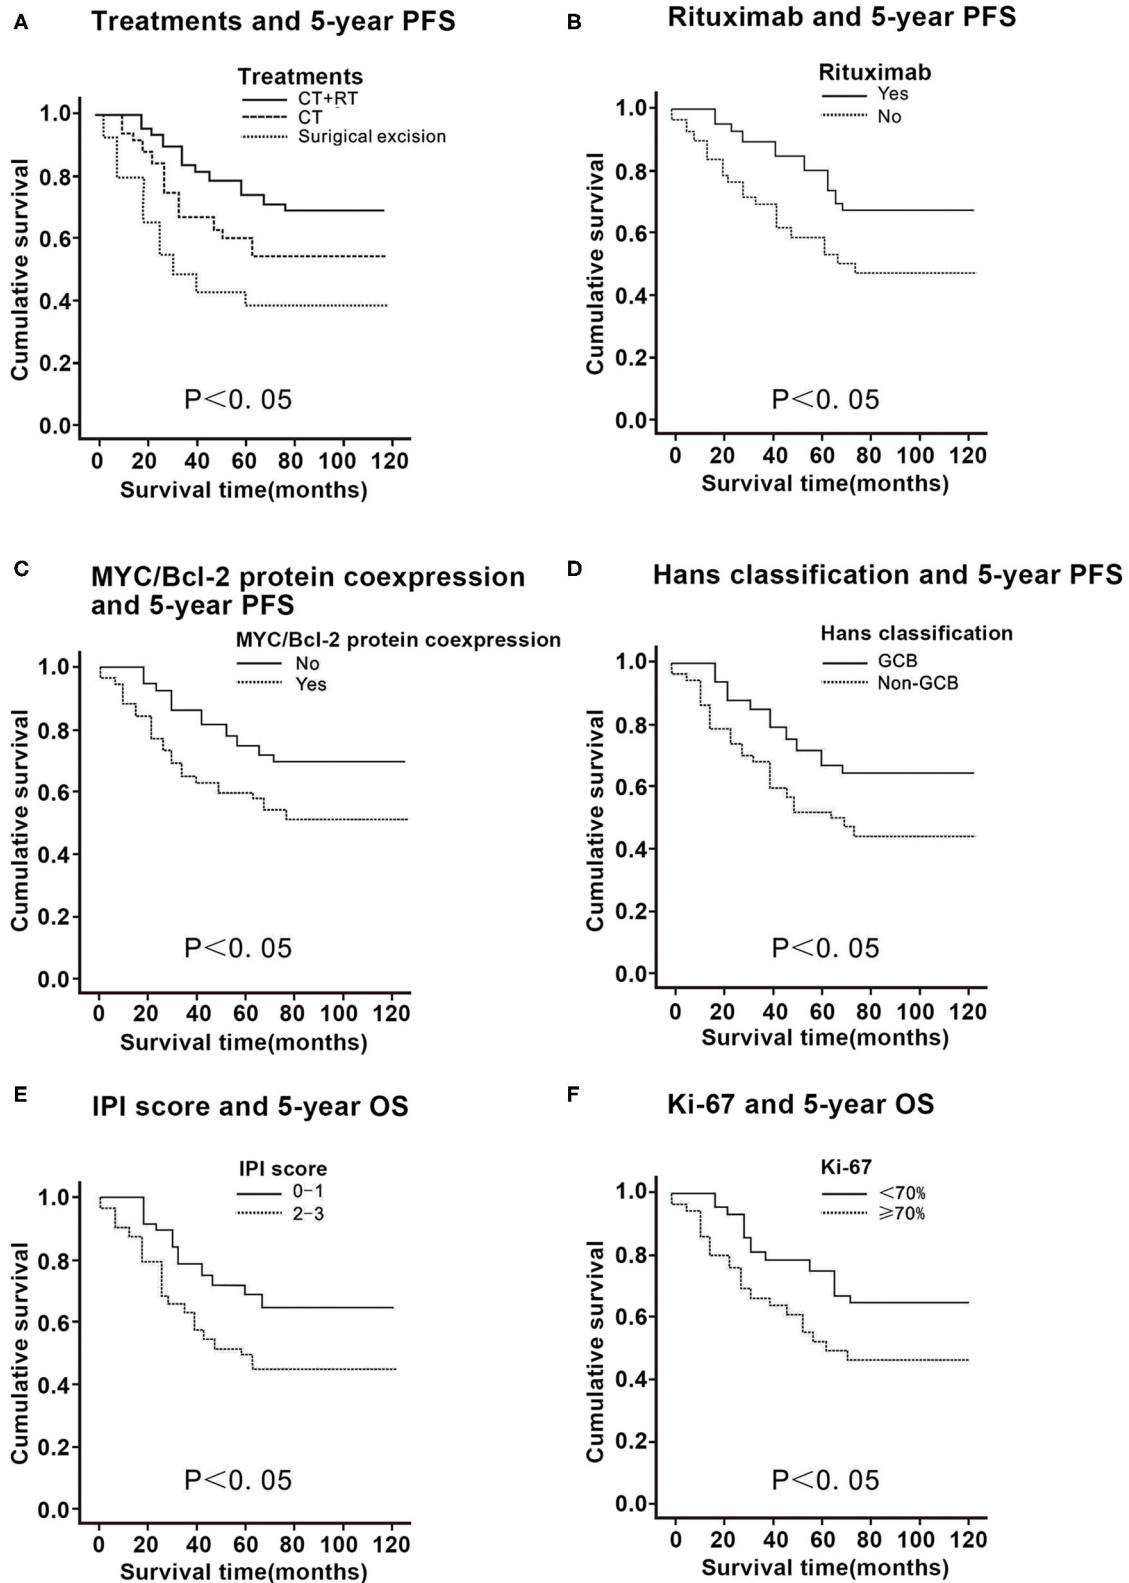 A
Treatments and 5-year PFS
Treatments
CT+RT
CT
Surigical excision
Cumulative survival
1.0
0.8
0.6
0.4
0.2
0.0
P<0.05
0 20 40 60 80 100 120
Survival time(months)
B
Rituximab and 5-year PFS
Rituximab
Yes
No
Cumulative survival
1.0
0.8
0.6
0.4
0.2
0.0
P<0.05
0 20 40 60 80 100 120
Survival time(months)
C
MYC/Bcl-2 protein coexpression
and 5-year PFS
MYC/Bcl-2 protein coexpression
No
Yes
Cumulative survival
1.0
0.8
0.6
0.4
0.2
0.0
P<0.05
0 20 40 60 80 100 120
Survival time(months)
D
Hans classification and 5-year PFS
Hans classification
GCB
Non-GCB
Cumulative survival
1.0
0.8
0.6
0.4
0.2
0.0
P<0.05
0 20 40 60 80 100 120
Survival time(months)
E
IPI score and 5-year OS
IPI score
0-1
2-3
Cumulative survival
1.0
0.8
0.6
0.4
0.2
0.0
P<0.05
0 20 40 60 80 100 120
Survival time(months)
F
Ki-67 and 5-year OS
Ki-67
<70%
≥70%
Cumulative survival
1.0
0.8
0.6
0.4
0.2
0.0
P<0.05
0 20 40 60 80 100 120
Survival time(months)